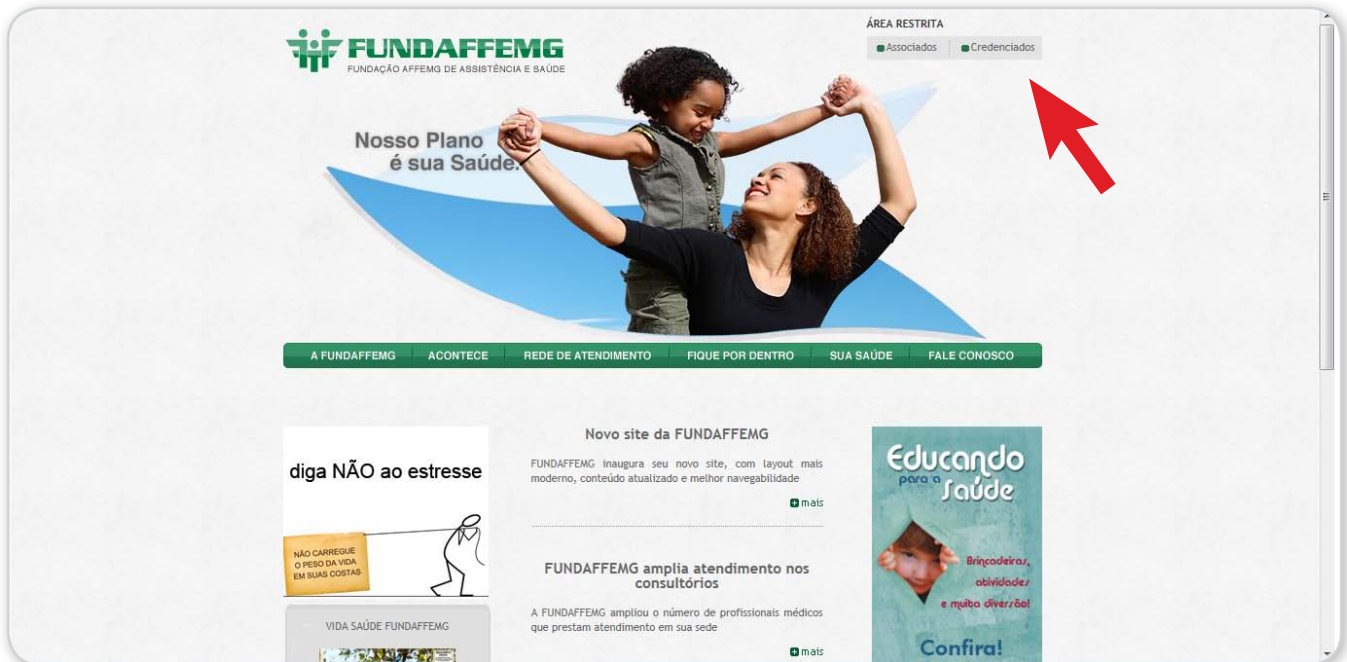 ÁREA RESTRITA
Associados
Credenciados
FUNDAFFEMG
FUNDAÇÃO AFFEMG DE ASSISTÊNCIA E SAÚDE
Nosso Plano
é sua Saúde.
A FUNDAFFEMG
ACONTECE
REDE DE ATENDIMENTO
FIQUE POR DENTRO
SUA SAÚDE
FALE CONOSCO
diga NÃO ao estresse
NÃO CARREGUE
O PESO DA VIDA
EM SUAS COSTAS
VIDA SAÚDE FUNDAFFEMG
Novo site da FUNDAFFEMG
FUNDAFFEMG inaugura seu novo site, com layout mais
moderno, conteúdo atualizado e melhor navegabilidade
mais
FUNDAFFEMG amplia atendimento nos
consultórios
A FUNDAFFEMG ampliou o número de profissionais médicos
que prestam atendimento em sua sede
mais
Educando
para a
Saúde
Brincadeiras,
atividades
e muita diversão!
Confira!